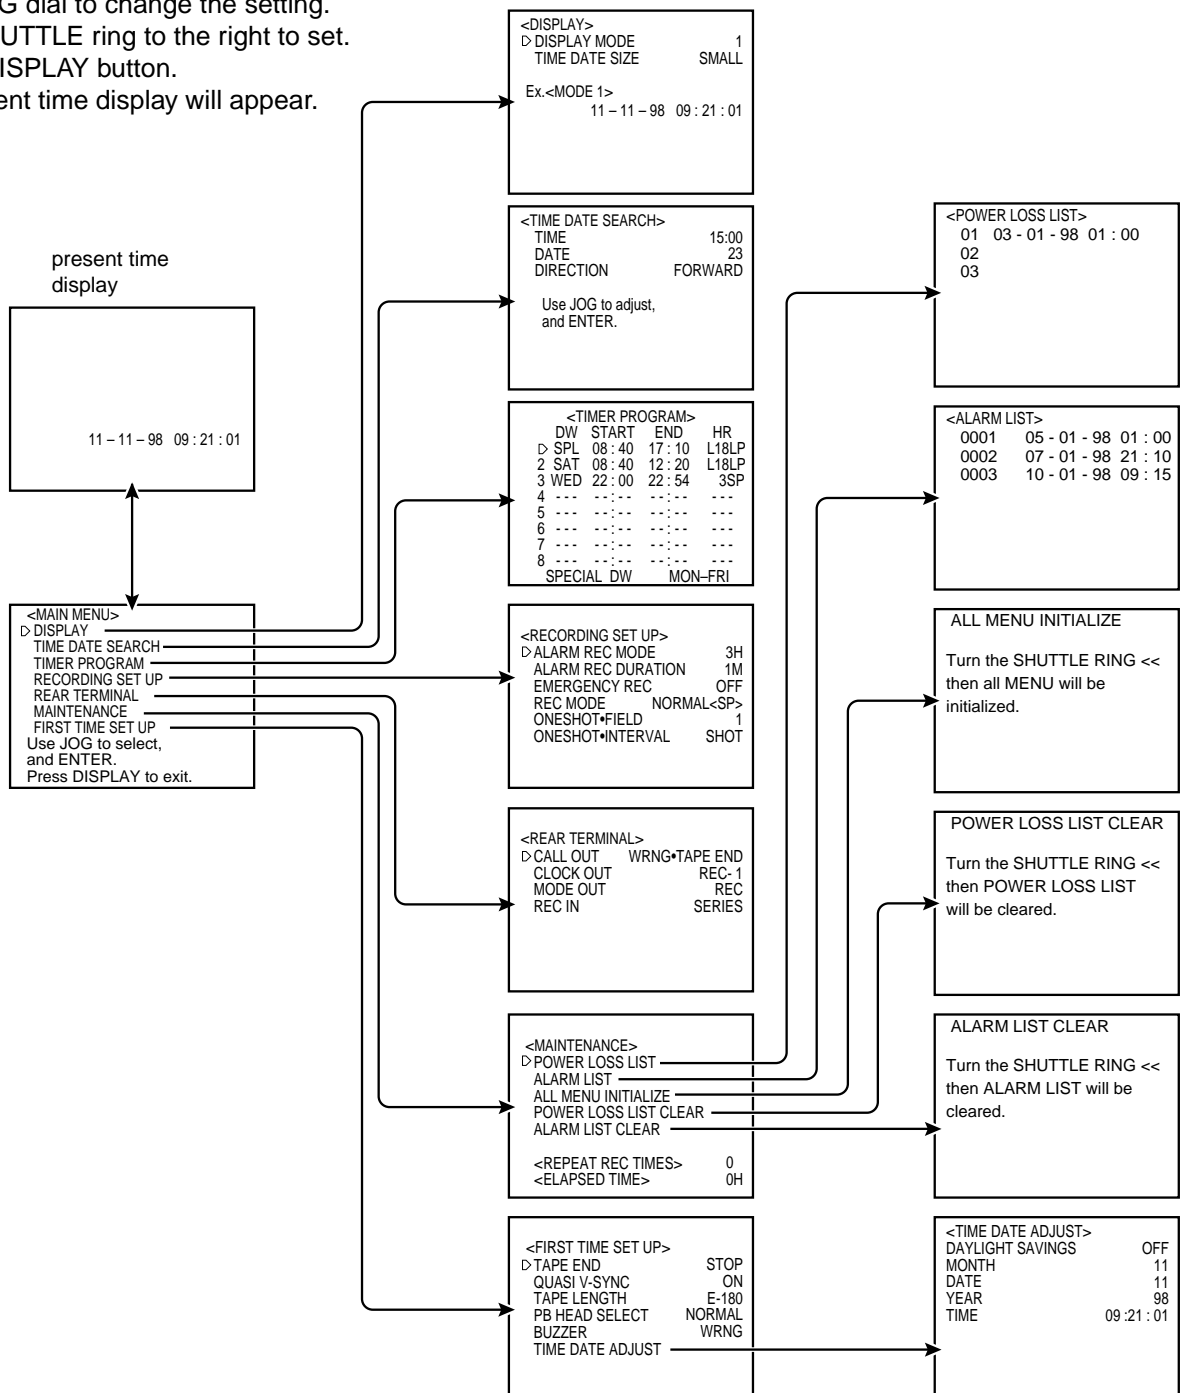 G dial to change the setting.
UTTLE ring to the right to set.
ISPLAY button.
ent time display will appear.
present time
display
11 – 11 – 98 09 : 21 : 01
<MAIN MENU>
DISPLAY
TIME DATE SEARCH
TIMER PROGRAM
RECORDING SET UP
REAR TERMINAL
MAINTENANCE
FIRST TIME SET UP
Use JOG to select,
and ENTER.
Press DISPLAY to exit.
<DISPLAY>
DISPLAY MODE 1
TIME DATE SIZE SMALL
Ex.<MODE 1>
11 – 11 – 98 09 : 21 : 01
<TIME DATE SEARCH>
TIME 15:00
DATE 23
DIRECTION FORWARD
Use JOG to adjust,
and ENTER.
<TIMER PROGRAM>
DW START END HR
SPL 08 : 40 17 : 10 L18LP
2 SAT 08 : 40 12 : 20 L18LP
3 WED 22 : 00 22 : 54 3SP
4 - - - - - : - - - - : - - - - -
5 - - - - - : - - - - : - - - - -
6 - - - - - : - - - - : - - - - -
7 - - - - - : - - - - : - - - - -
8 - - - - - : - - - - : - - - - -
SPECIAL DW MON–FRI
<RECORDING SET UP>
ALARM REC MODE 3H
ALARM REC DURATION 1M
EMERGENCY REC OFF
REC MODE NORMAL<SP>
ONESHOT•FIELD 1
ONESHOT•INTERVAL SHOT
<REAR TERMINAL>
CALL OUT WRNG•TAPE END
CLOCK OUT REC- 1
MODE OUT REC
REC IN SERIES
<MAINTENANCE>
POWER LOSS LIST
ALARM LIST
ALL MENU INITIALIZE
POWER LOSS LIST CLEAR
ALARM LIST CLEAR
<REPEAT REC TIMES> 0
<ELAPSED TIME> 0H
<FIRST TIME SET UP>
TAPE END STOP
QUASI V-SYNC ON
TAPE LENGTH E-180
PB HEAD SELECT NORMAL
BUZZER WRNG
TIME DATE ADJUST
<POWER LOSS LIST>
01 03 - 01 - 98 01 : 00
02
03
<ALARM LIST>
0001 05 - 01 - 98 01 : 00
0002 07 - 01 - 98 21 : 10
0003 10 - 01 - 98 09 : 15
ALL MENU INITIALIZE
Turn the SHUTTLE RING <<
then all MENU will be
initialized.
POWER LOSS LIST CLEAR
Turn the SHUTTLE RING <<
then POWER LOSS LIST
will be cleared.
ALARM LIST CLEAR
Turn the SHUTTLE RING <<
then ALARM LIST will be
cleared.
<TIME DATE ADJUST>
DAYLIGHT SAVINGS OFF
MONTH 11
DATE 11
YEAR 98
TIME 09 :21 : 01